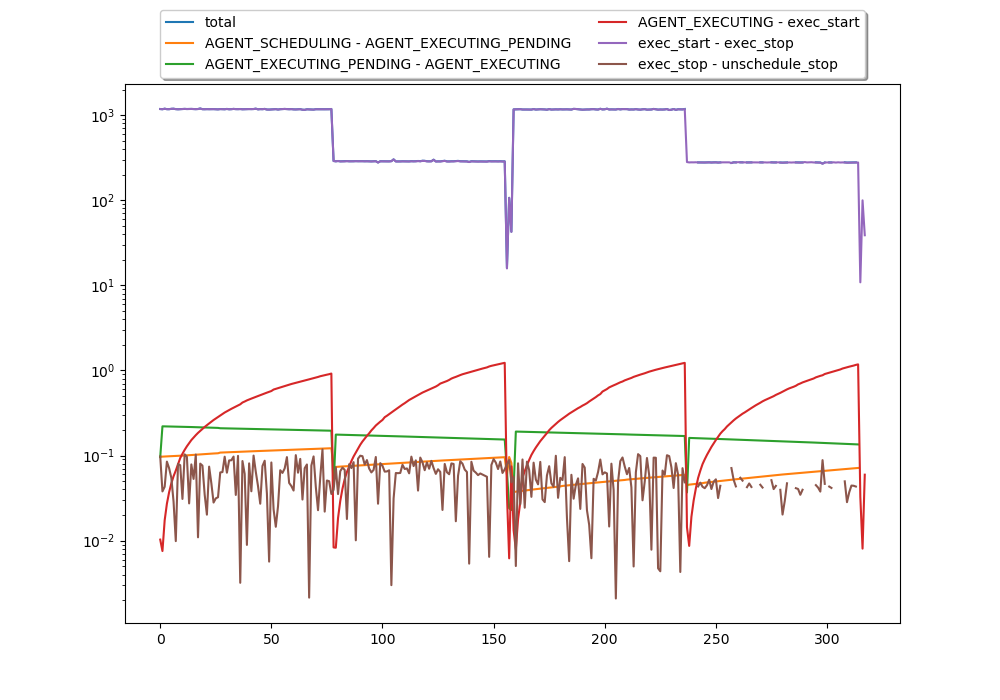 total
AGENT_SCHEDULING - AGENT_EXECUTING_PENDING
AGENT_EXECUTING_PENDING - AGENT_EXECUTING
AGENT_EXECUTING - exec_start
exec_start - exec_stop
exec_stop - unschedule_stop
10³
10²
10¹
10⁰
10⁻¹
10⁻²
0 50 100 150 200 250 300